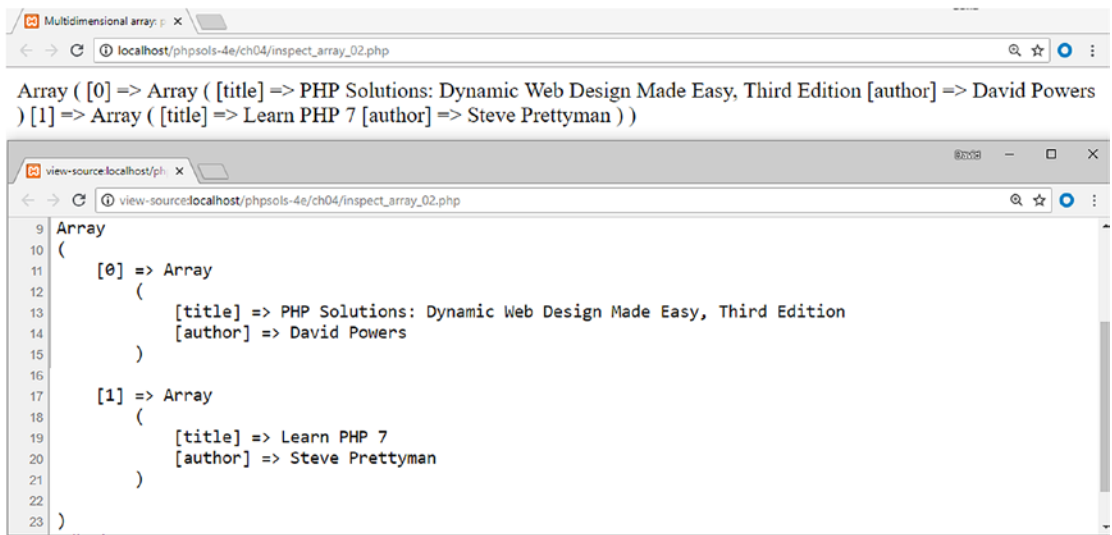 Multidimensional array: p
localhost/phpsols-4e/ch04/inspect_array_02.php
Array ( [0] => Array ( [title] => PHP Solutions: Dynamic Web Design Made Easy, Third Edition [author] => David Powers
) [1] => Array ( [title] => Learn PHP 7 [author] => Steve Prettyman ) )
David
view-source:localhost/ph
view-source:localhost/phpsols-4e/ch04/inspect_array_02.php
9 Array
10 (
11 [0] => Array
12 (
13 [title] => PHP Solutions: Dynamic Web Design Made Easy, Third Edition
14 [author] => David Powers
15 )
16
17 [1] => Array
18 (
19 [title] => Learn PHP 7
20 [author] => Steve Prettyman
21 )
22
23 )